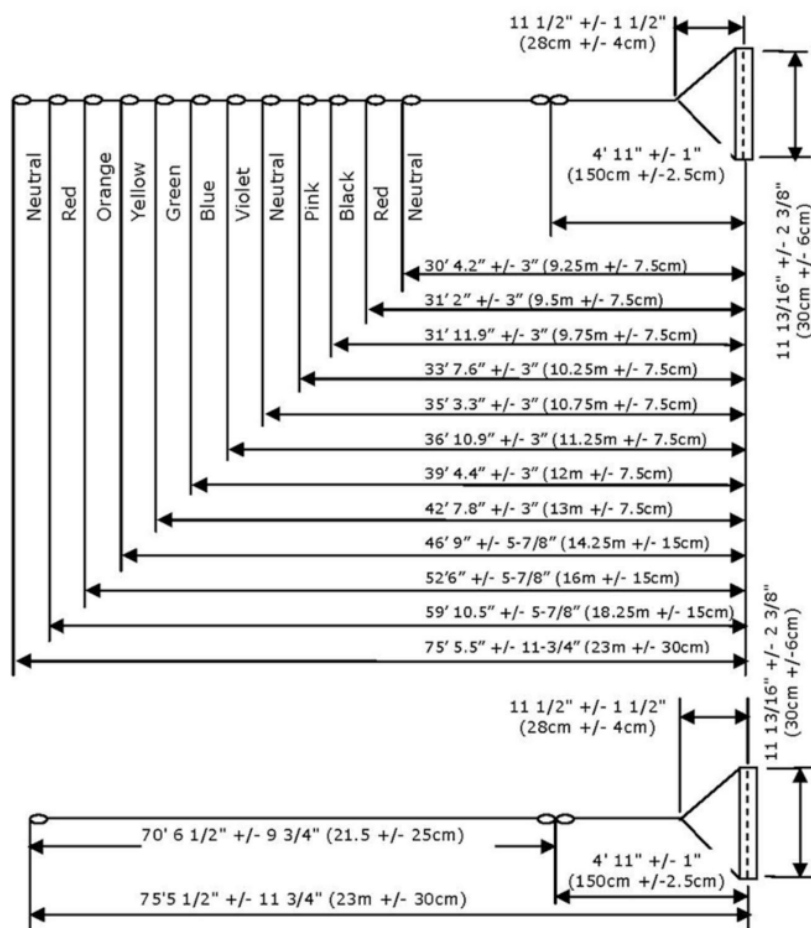 11 1/2" +/- 1 1/2"
(28cm +/- 4cm)
4' 11" +/- 1"
(150cm +/-2.5cm)
11 13/16" +/- 2 3/8"
(30cm +/- 6cm)
Neutral
Red
Orange
Yellow
Green
Blue
Violet
Neutral
Pink
Black
Red
Neutral
30' 4.2" +/- 3" (9.25m +/- 7.5cm)
31' 2" +/- 3" (9.5m +/- 7.5cm)
31' 11.9" +/- 3" (9.75m +/- 7.5cm)
33' 7.6" +/- 3" (10.25m +/- 7.5cm)
35' 3.3" +/- 3" (10.75m +/- 7.5cm)
36' 10.9" +/- 3" (11.25m +/- 7.5cm)
39' 4.4" +/- 3" (12m +/- 7.5cm)
42' 7.8" +/- 3" (13m +/- 7.5cm)
46' 9" +/- 5-7/8" (14.25m +/- 15cm)
52'6" +/- 5-7/8" (16m +/- 15cm)
59' 10.5" +/- 5-7/8" (18.25m +/- 15cm)
75' 5.5" +/- 11-3/4" (23m +/- 30cm)
11 13/16" +/- 2 3/8"
(30cm +/-6cm)
11 1/2" +/- 1 1/2"
(28cm +/- 4cm)
70' 6 1/2" +/- 9 3/4" (21.5 +/- 25cm)
4' 11" +/- 1"
(150cm +/-2.5cm)
75'5 1/2" +/- 11 3/4" (23m +/- 30cm)